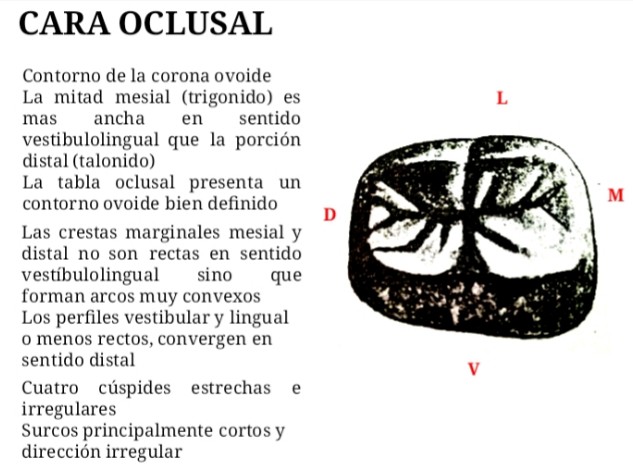 CARA OCLUSAL
Contorno de la corona ovoide
La mitad mesial (trigonido) es
mas ancha en sentido
vestibulolingual que la porción
distal (talonido)
La tabla oclusal presenta un
contorno ovoide bien definido
Las crestas marginales mesial y
distal no son rectas en sentido
vestíbulolingual sino que
forman arcos muy convexos
Los perfiles vestibular y lingual
o menos rectos, convergen en
sentido distal
Cuatro cúspides estrechas e
irregulares
Surcos principalmente cortos y
dirección irregular
L
D
M
V